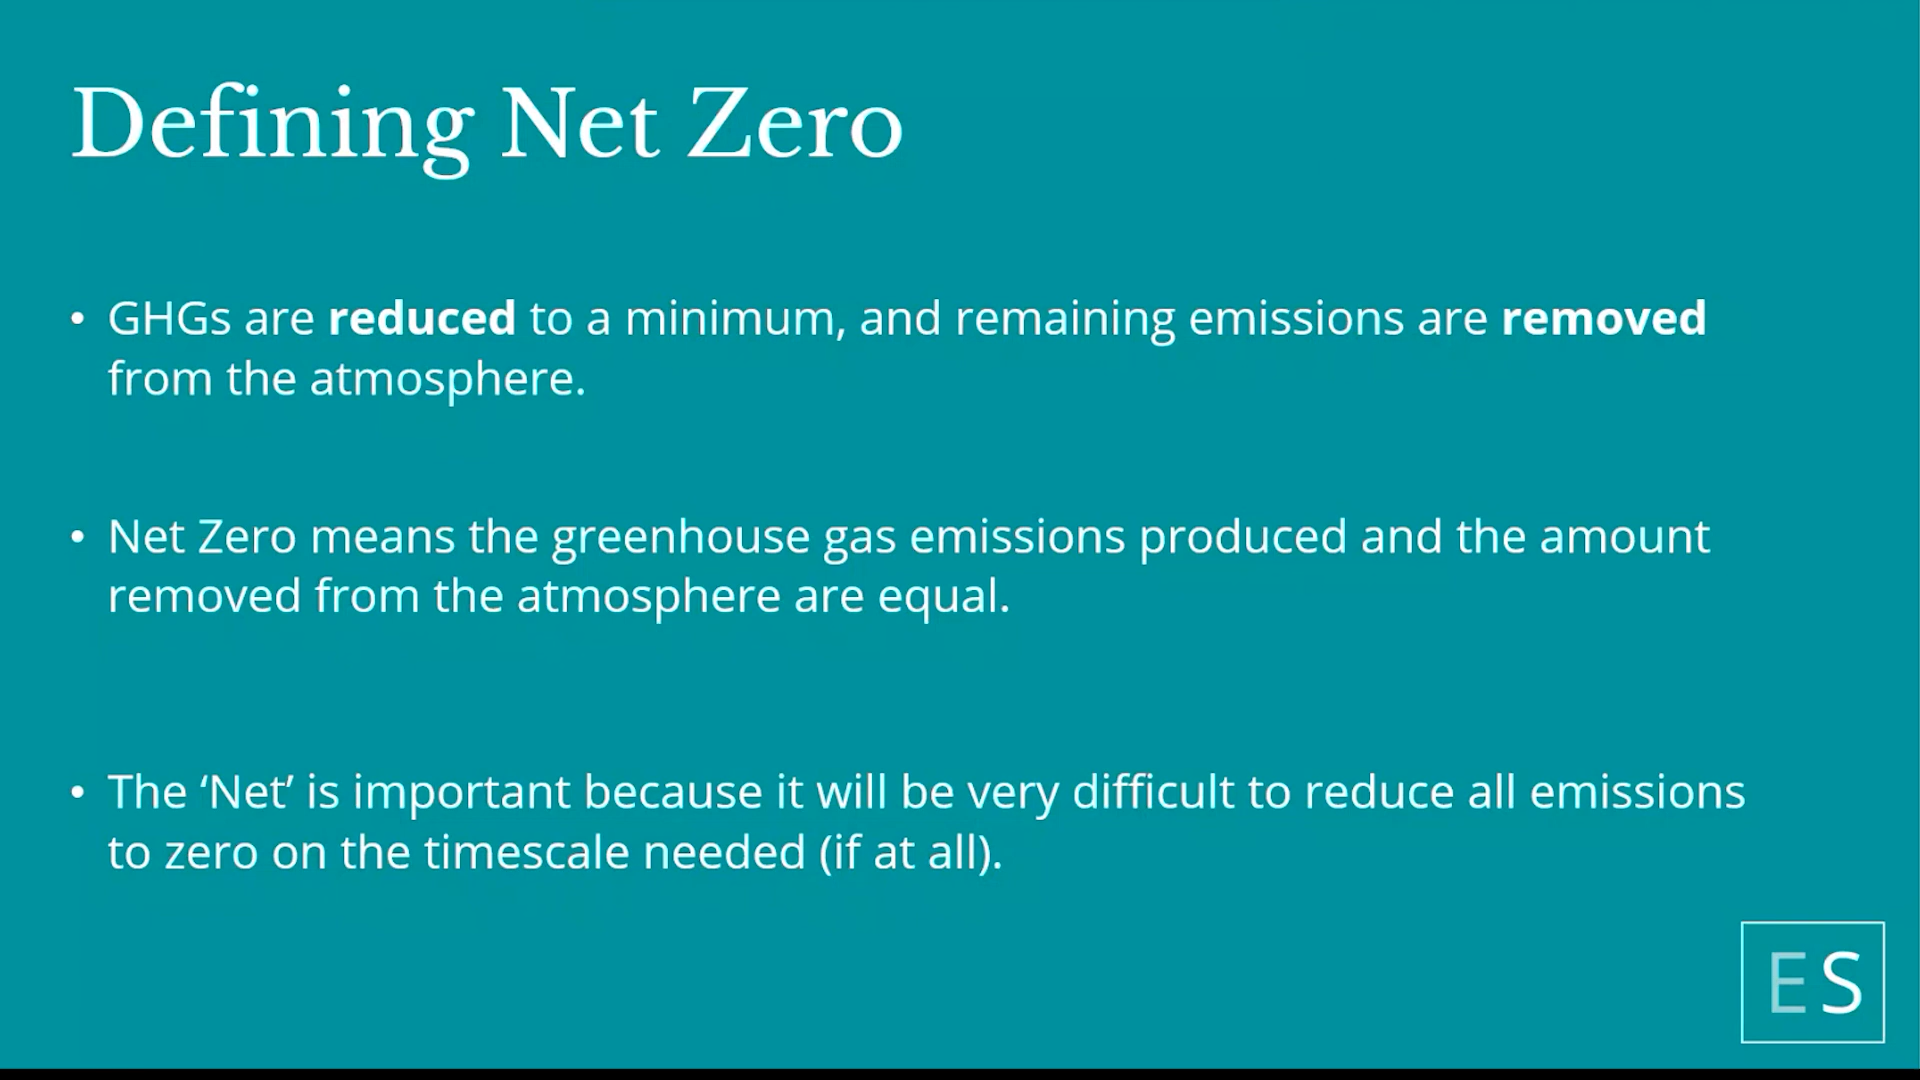 Defining Net Zero
• GHGs are reduced to a minimum, and remaining emissions are removed
from the atmosphere.
• Net Zero means the greenhouse gas emissions produced and the amount
removed from the atmosphere are equal.
• The ‘Net’ is important because it will be very difficult to reduce all emissions
to zero on the timescale needed (if at all).
ES